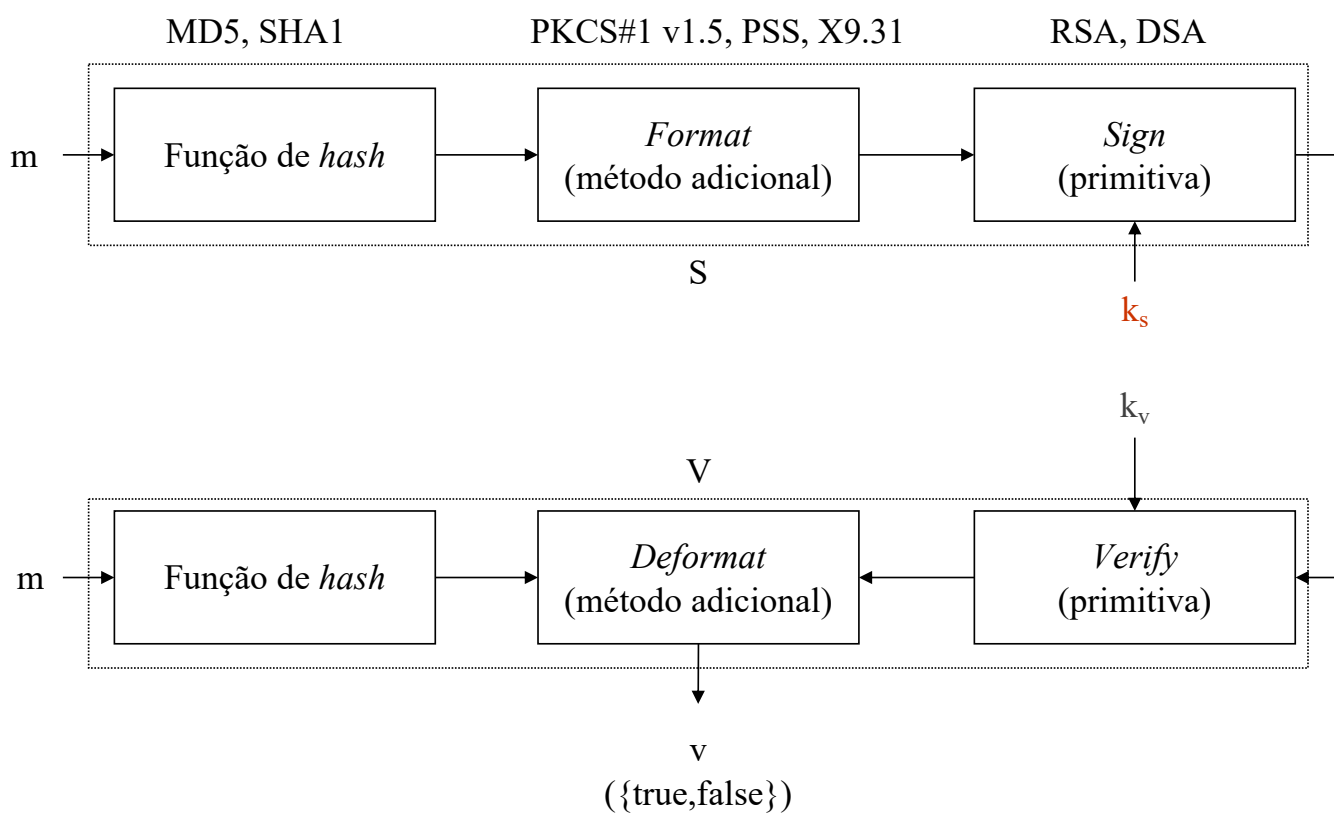 MD5, SHA1
PKCS#1 v1.5, PSS, X9.31
RSA, DSA
m
Função de hash
Format
(método adicional)
Sign
(primitiva)
S
kₛ
kᵥ
V
m
Função de hash
Deformat
(método adicional)
Verify
(primitiva)
v
({true,false})